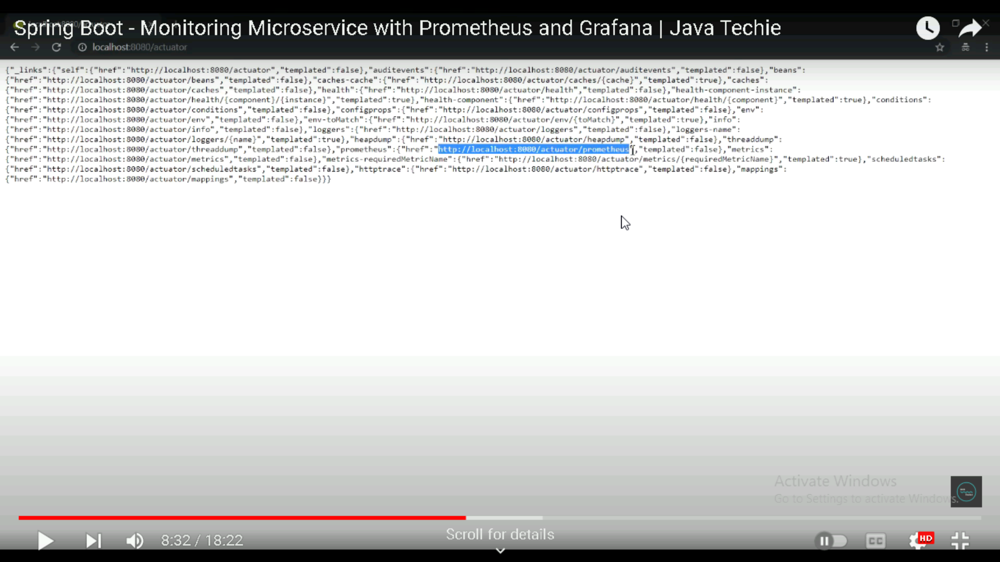 Spring Boot - Monitoring Microservice with Prometheus and Grafana | Java Techie
localhost:8080/actuator
{"_links":{"self":{"href":"http://localhost:8080/actuator","templated":false},"auditevents":{"href":"http://localhost:8080/actuator/auditevents","templated":false},"beans":
{"href":"http://localhost:8080/actuator/beans","templated":false},"caches-cache":{"href":"http://localhost:8080/actuator/caches/{cache}","templated":true},"caches":
{"href":"http://localhost:8080/actuator/caches","templated":false},"health":{"href":"http://localhost:8080/actuator/health","templated":false},"health-component-instance":
{"href":"http://localhost:8080/actuator/health/{component}/{instance}","templated":true},"health-component":{"href":"http://localhost:8080/actuator/health/{component}","templated":true},"conditions":
{"href":"http://localhost:8080/actuator/conditions","templated":false},"configprops":{"href":"http://localhost:8080/actuator/configprops","templated":false},"env":
{"href":"http://localhost:8080/actuator/env","templated":false},"env-toMatch":{"href":"http://localhost:8080/actuator/env/{toMatch}","templated":true},"info":
{"href":"http://localhost:8080/actuator/info","templated":false},"loggers":{"href":"http://localhost:8080/actuator/loggers","templated":false},"loggers-name":
{"href":"http://localhost:8080/actuator/loggers/{name}","templated":true},"heapdump":{"href":"http://localhost:8080/actuator/heapdump","templated":false},"threaddump":
{"href":"http://localhost:8080/actuator/threaddump","templated":false},"prometheus":{"href":"http://localhost:8080/actuator/prometheus","templated":false},"metrics":
{"href":"http://localhost:8080/actuator/metrics","templated":false},"metrics-requiredMetricName":{"href":"http://localhost:8080/actuator/metrics/{requiredMetricName}","templated":true},"scheduledtasks":
{"href":"http://localhost:8080/actuator/scheduledtasks","templated":false},"httptrace":{"href":"http://localhost:8080/actuator/httptrace","templated":false},"mappings":
{"href":"http://localhost:8080/actuator/mappings","templated":false}}}
Activate Windows
Go to Settings to activate Windows.
8:32 / 18:22
Scroll for details
CC
HD